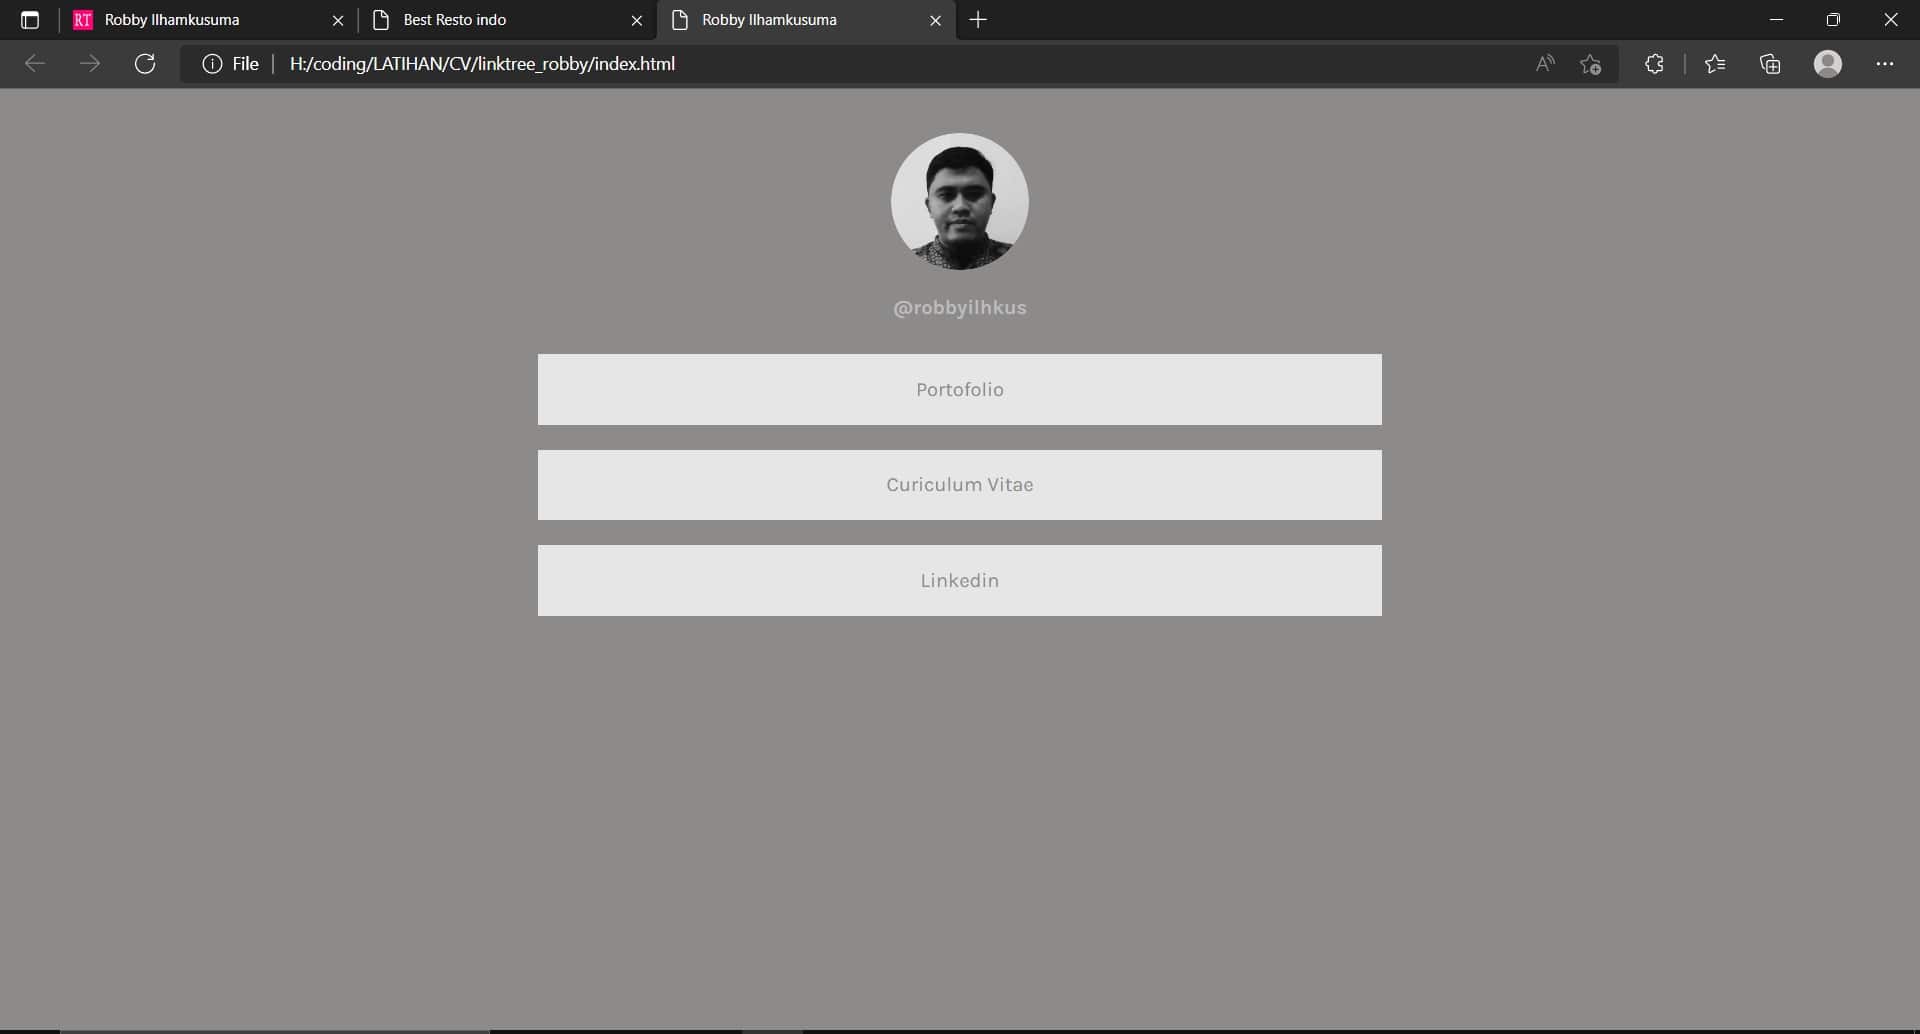 RT Robby Ilhamkusuma
Best Resto indo
Robby Ilhamkusuma
File
H:/coding/LATIHAN/CV/linktree_robby/index.html
@robbyilhkus
Portofolio
Curiculum Vitae
Linkedin